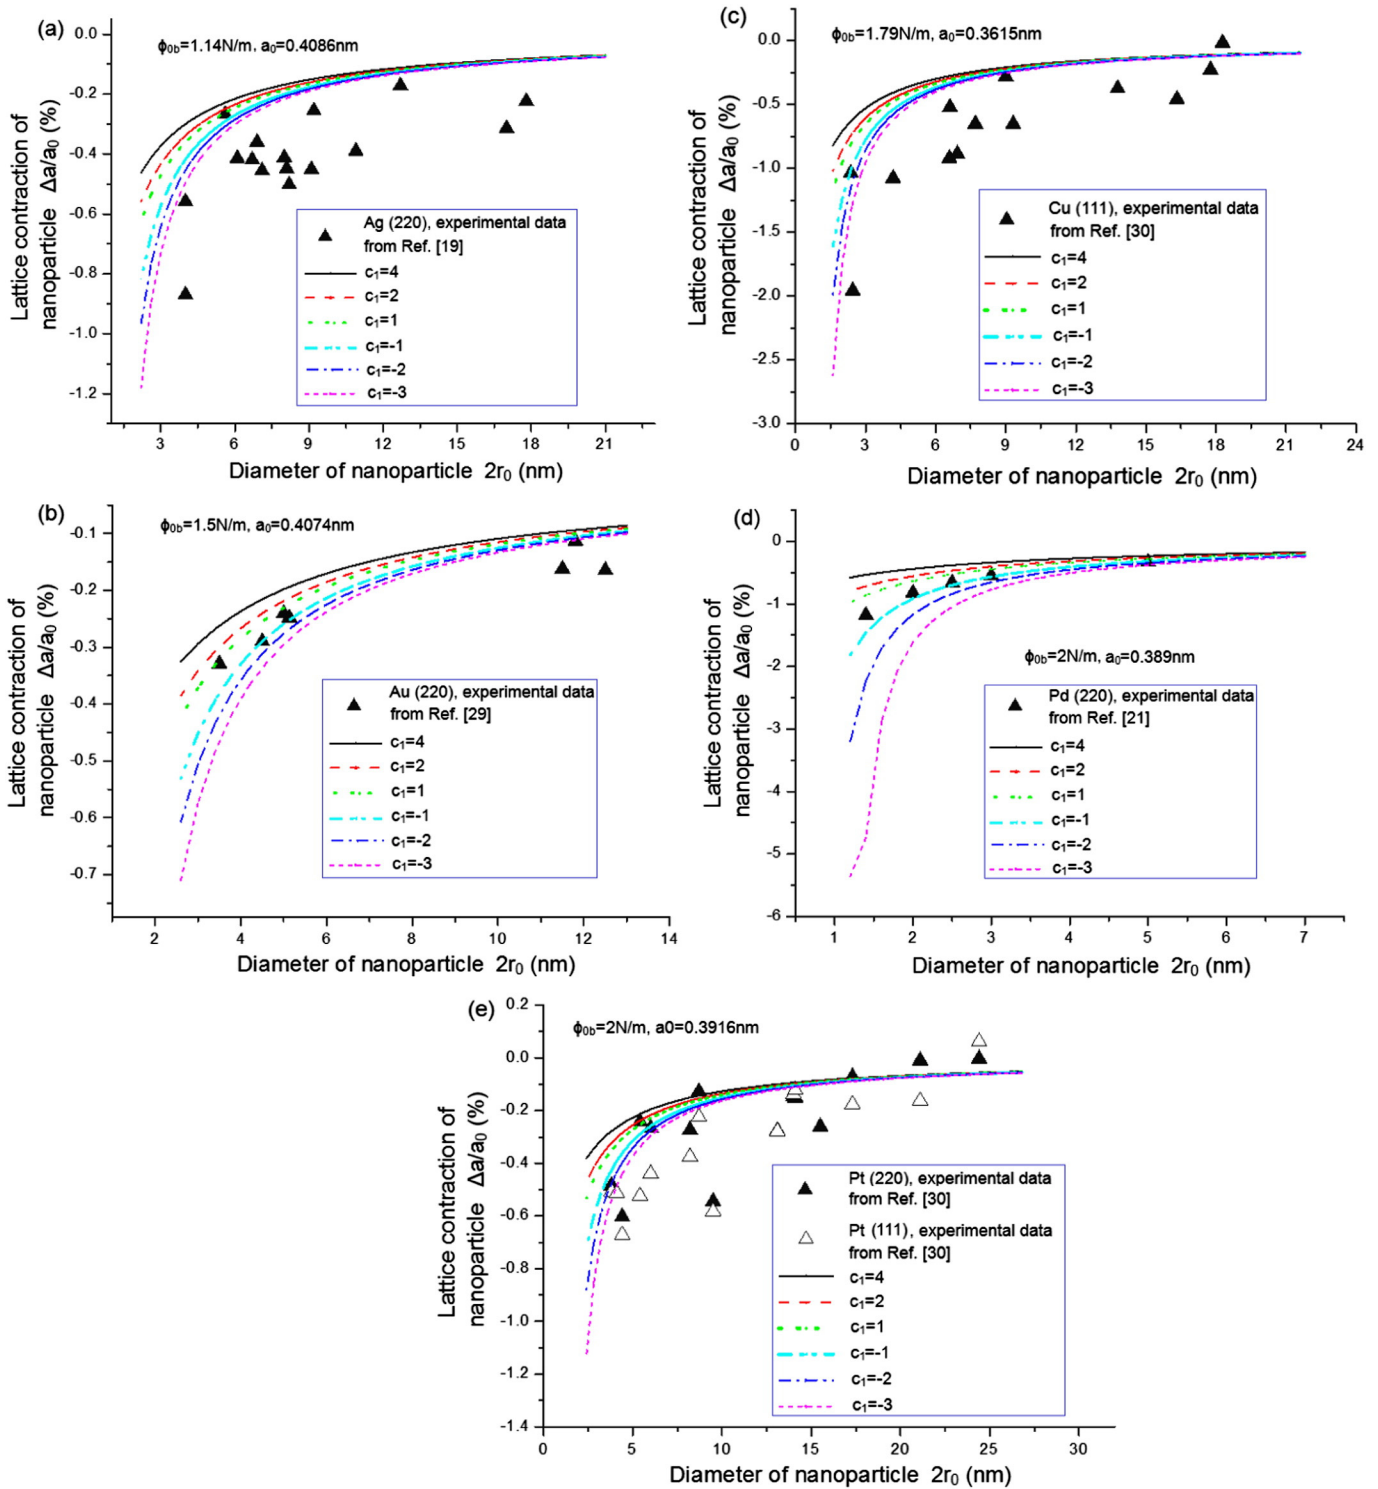 (a)
ϕ0b=1.14N/m, a0=0.4086nm
0.0
-0.2
-0.4
-0.6
-0.8
-1.0
-1.2
Lattice contraction of
nanoparticle Δa/a0 (%)
Ag (220), experimental data
from Ref. [19]
c1=4
c1=2
c1=1
c1=-1
c1=-2
c1=-3
3 6 9 12 15 18 21
Diameter of nanoparticle 2r0 (nm)
(c)
ϕ0b=1.79N/m, a0=0.3615nm
0.0
-0.5
-1.0
-1.5
-2.0
-2.5
-3.0
Lattice contraction of
nanoparticle Δa/a0 (%)
Cu (111), experimental data
from Ref. [30]
c1=4
c1=2
c1=1
c1=-1
c1=-2
c1=-3
0 3 6 9 12 15 18 21 24
Diameter of nanoparticle 2r0 (nm)
(b)
ϕ0b=1.5N/m, a0=0.4074nm
-0.1
-0.2
-0.3
-0.4
-0.5
-0.6
-0.7
Lattice contraction of
nanoparticle Δa/a0 (%)
Au (220), experimental data
from Ref. [29]
c1=4
c1=2
c1=1
c1=-1
c1=-2
c1=-3
2 4 6 8 10 12 14
Diameter of nanoparticle 2r0 (nm)
(d)
0
-1
-2
-3
-4
-5
-6
Lattice contraction of
nanoparticle Δa/a0 (%)
ϕ0b=2N/m, a0=0.389nm
Pd (220), experimental data
from Ref. [21]
c1=4
c1=2
c1=1
c1=-1
c1=-2
c1=-3
1 2 3 4 5 6 7
Diameter of nanoparticle 2r0 (nm)
(e)
ϕ0b=2N/m, a0=0.3916nm
0.2
0.0
-0.2
-0.4
-0.6
-0.8
-1.0
-1.2
-1.4
Lattice contraction of
nanoparticle Δa/a0 (%)
Pt (220), experimental data
from Ref. [30]
Pt (111), experimental data
from Ref. [30]
c1=4
c1=2
c1=1
c1=-1
c1=-2
c1=-3
0 5 10 15 20 25 30
Diameter of nanoparticle 2r0 (nm)